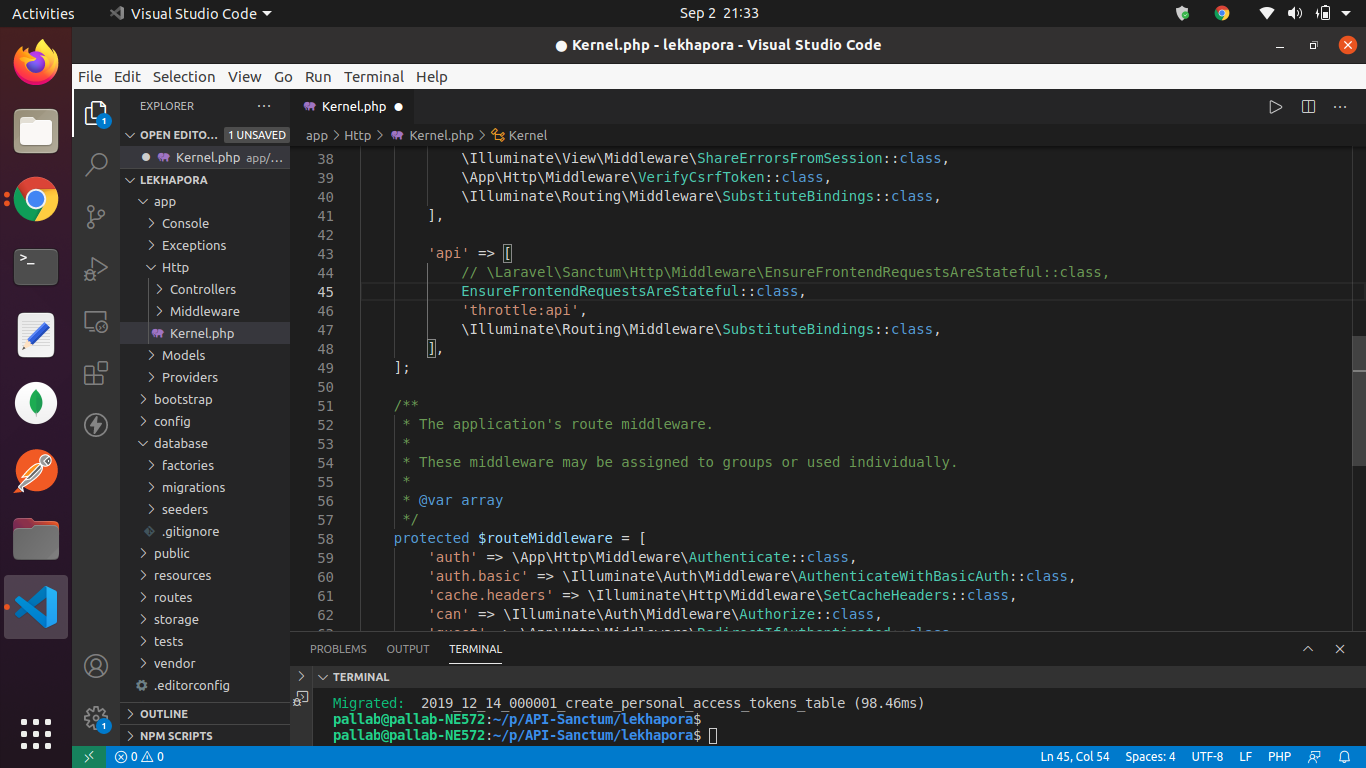 Activities Visual Studio Code Sep 2 21:33
● Kernel.php - lekhapora - Visual Studio Code
File Edit Selection View Go Run Terminal Help
EXPLORER
OPEN EDITO... 1 UNSAVED
Kernel.php app/...
LEKHAPORA
app
Console
Exceptions
Http
Controllers
Middleware
Kernel.php
Models
Providers
bootstrap
config
database
factories
migrations
seeders
.gitignore
public
resources
routes
storage
tests
vendor
.editorconfig
OUTLINE
NPM SCRIPTS
1
1
Kernel.php
app > Http > Kernel.php > Kernel
38 \Illuminate\View\Middleware\ShareErrorsFromSession::class,
39 \App\Http\Middleware\VerifyCsrfToken::class,
40 \Illuminate\Routing\Middleware\SubstituteBindings::class,
41 ],
42
43 'api' => [
44 // \Laravel\Sanctum\Http\Middleware\EnsureFrontendRequestsAreStateful::class,
45 EnsureFrontendRequestsAreStateful::class,
46 'throttle:api',
47 \Illuminate\Routing\Middleware\SubstituteBindings::class,
48 ],
49 ];
50
51 /**
52 * The application's route middleware.
53 *
54 * These middleware may be assigned to groups or used individually.
55 *
56 * @var array
57 */
58 protected $routeMiddleware = [
59 'auth' => \App\Http\Middleware\Authenticate::class,
60 'auth.basic' => \Illuminate\Auth\Middleware\AuthenticateWithBasicAuth::class,
61 'cache.headers' => \Illuminate\Http\Middleware\SetCacheHeaders::class,
62 'can' => \Illuminate\Auth\Middleware\Authorize::class,
PROBLEMS OUTPUT TERMINAL
TERMINAL
Migrated: 2019_12_14_000001_create_personal_access_tokens_table (98.46ms)
pallab@pallab-NE572:~/p/API-Sanctum/lekhapora$
pallab@pallab-NE572:~/p/API-Sanctum/lekhapora$
0 0 Ln 45, Col 54 Spaces: 4 UTF-8 LF PHP